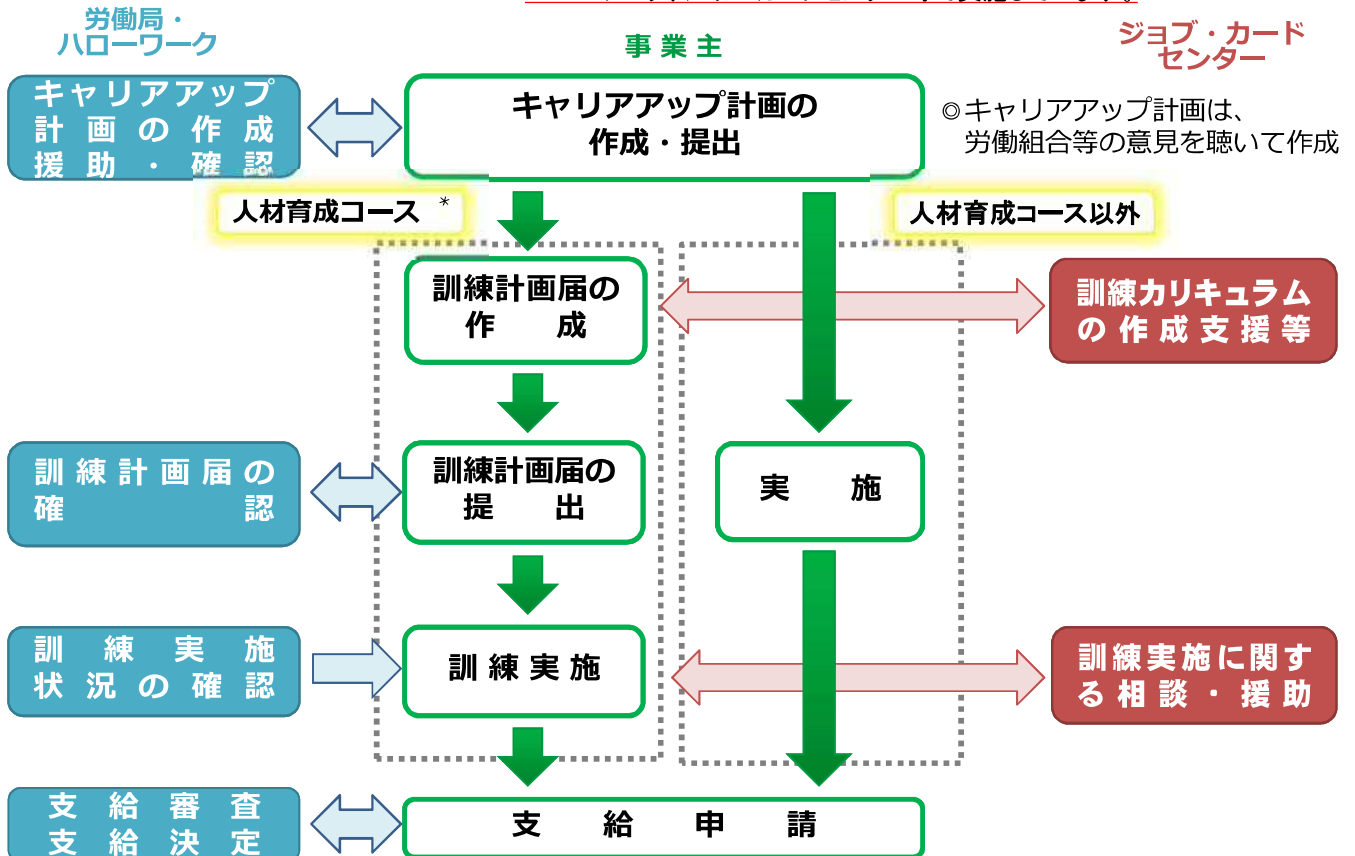 労働局・
ハローワーク
事業主
ジョブ・カード
センター
キャリアアップ
計画の作成
援助・確認
キャリアアップ計画の
作成・提出
◎キャリアアップ計画は、
労働組合等の意見を聴いて作成
人材育成コース *
人材育成コース以外
訓練計画届の
作成
訓練カリキュラム
の作成支援等
訓練計画届の
確認
訓練計画届の
提出
実施
訓練実施
状況の確認
訓練実施
訓練実施に関す
る相談・援助
支給審査
支給決定
支給申請